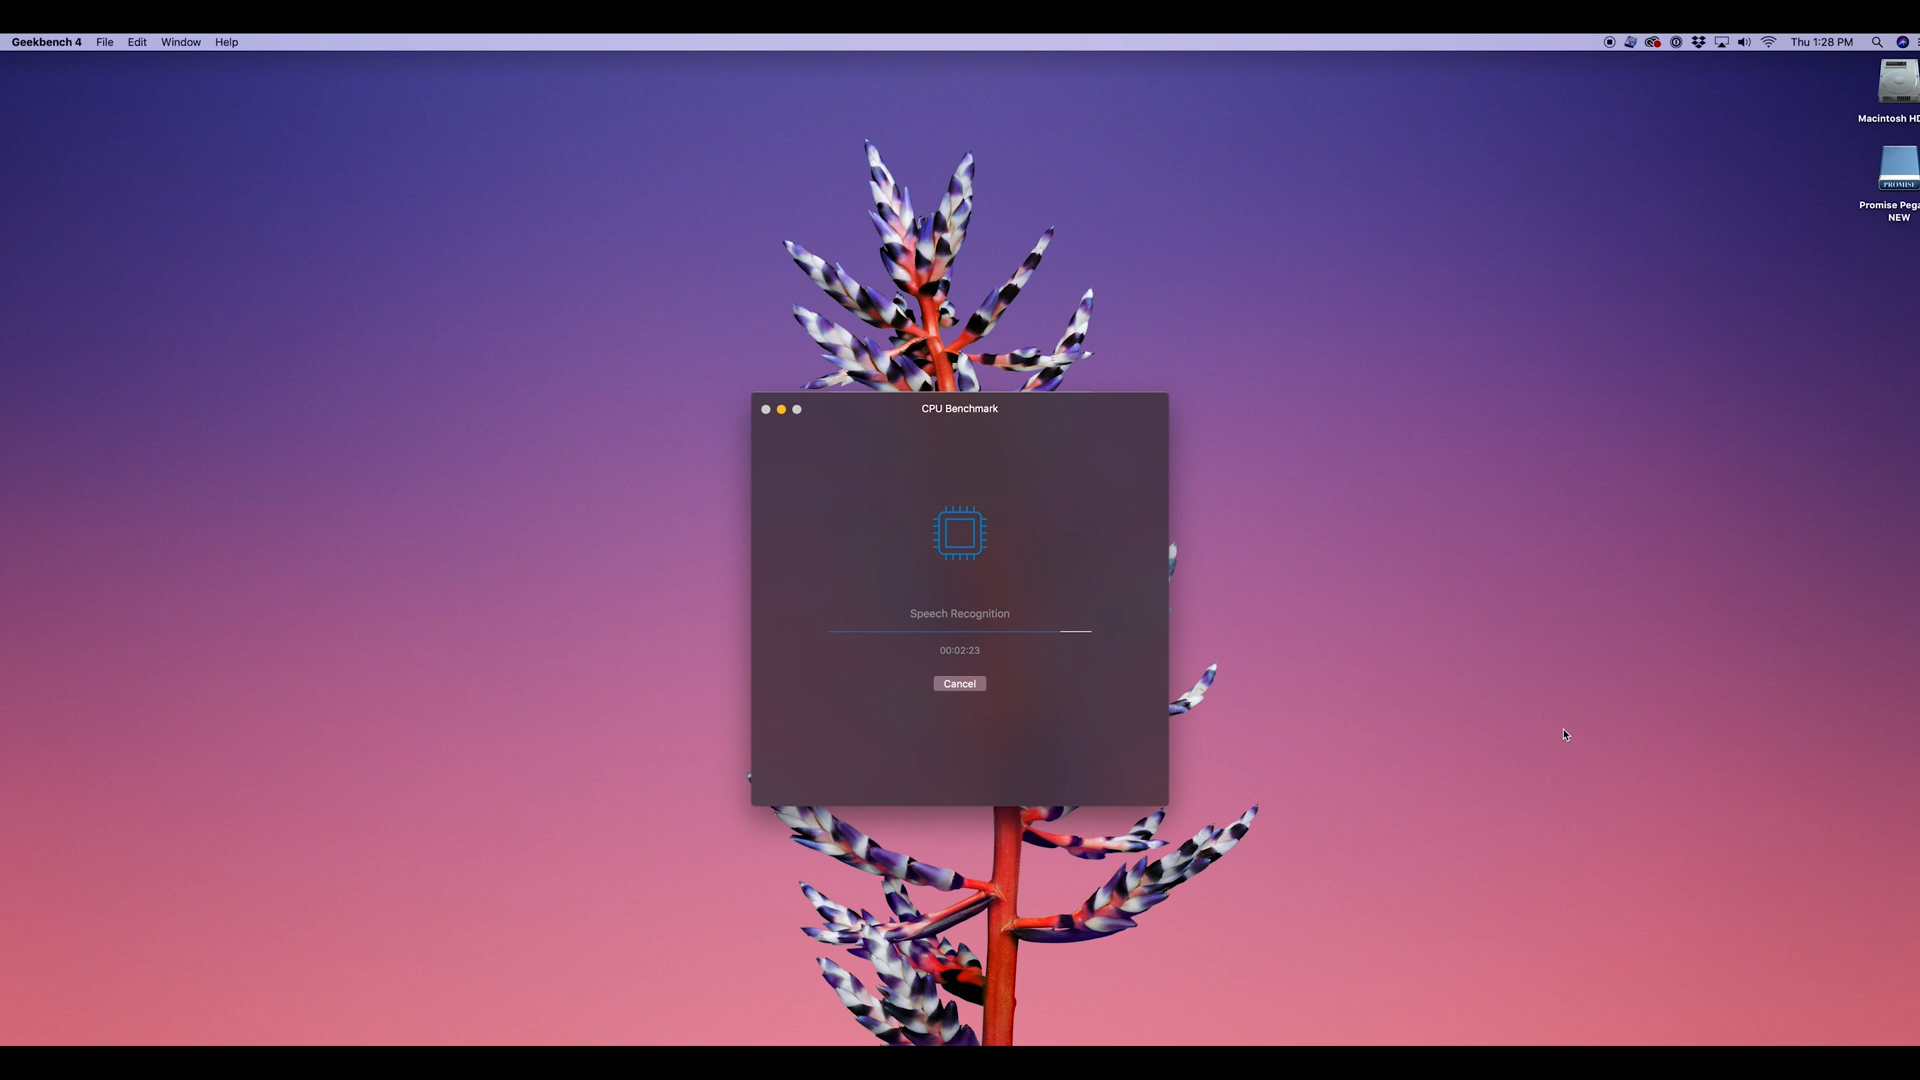 Geekbench 4 File Edit Window Help Thu 1:28 PM
Macintosh HD
PROMISE
Promise Pega
NEW
CPU Benchmark
Speech Recognition
00:02:23
Cancel